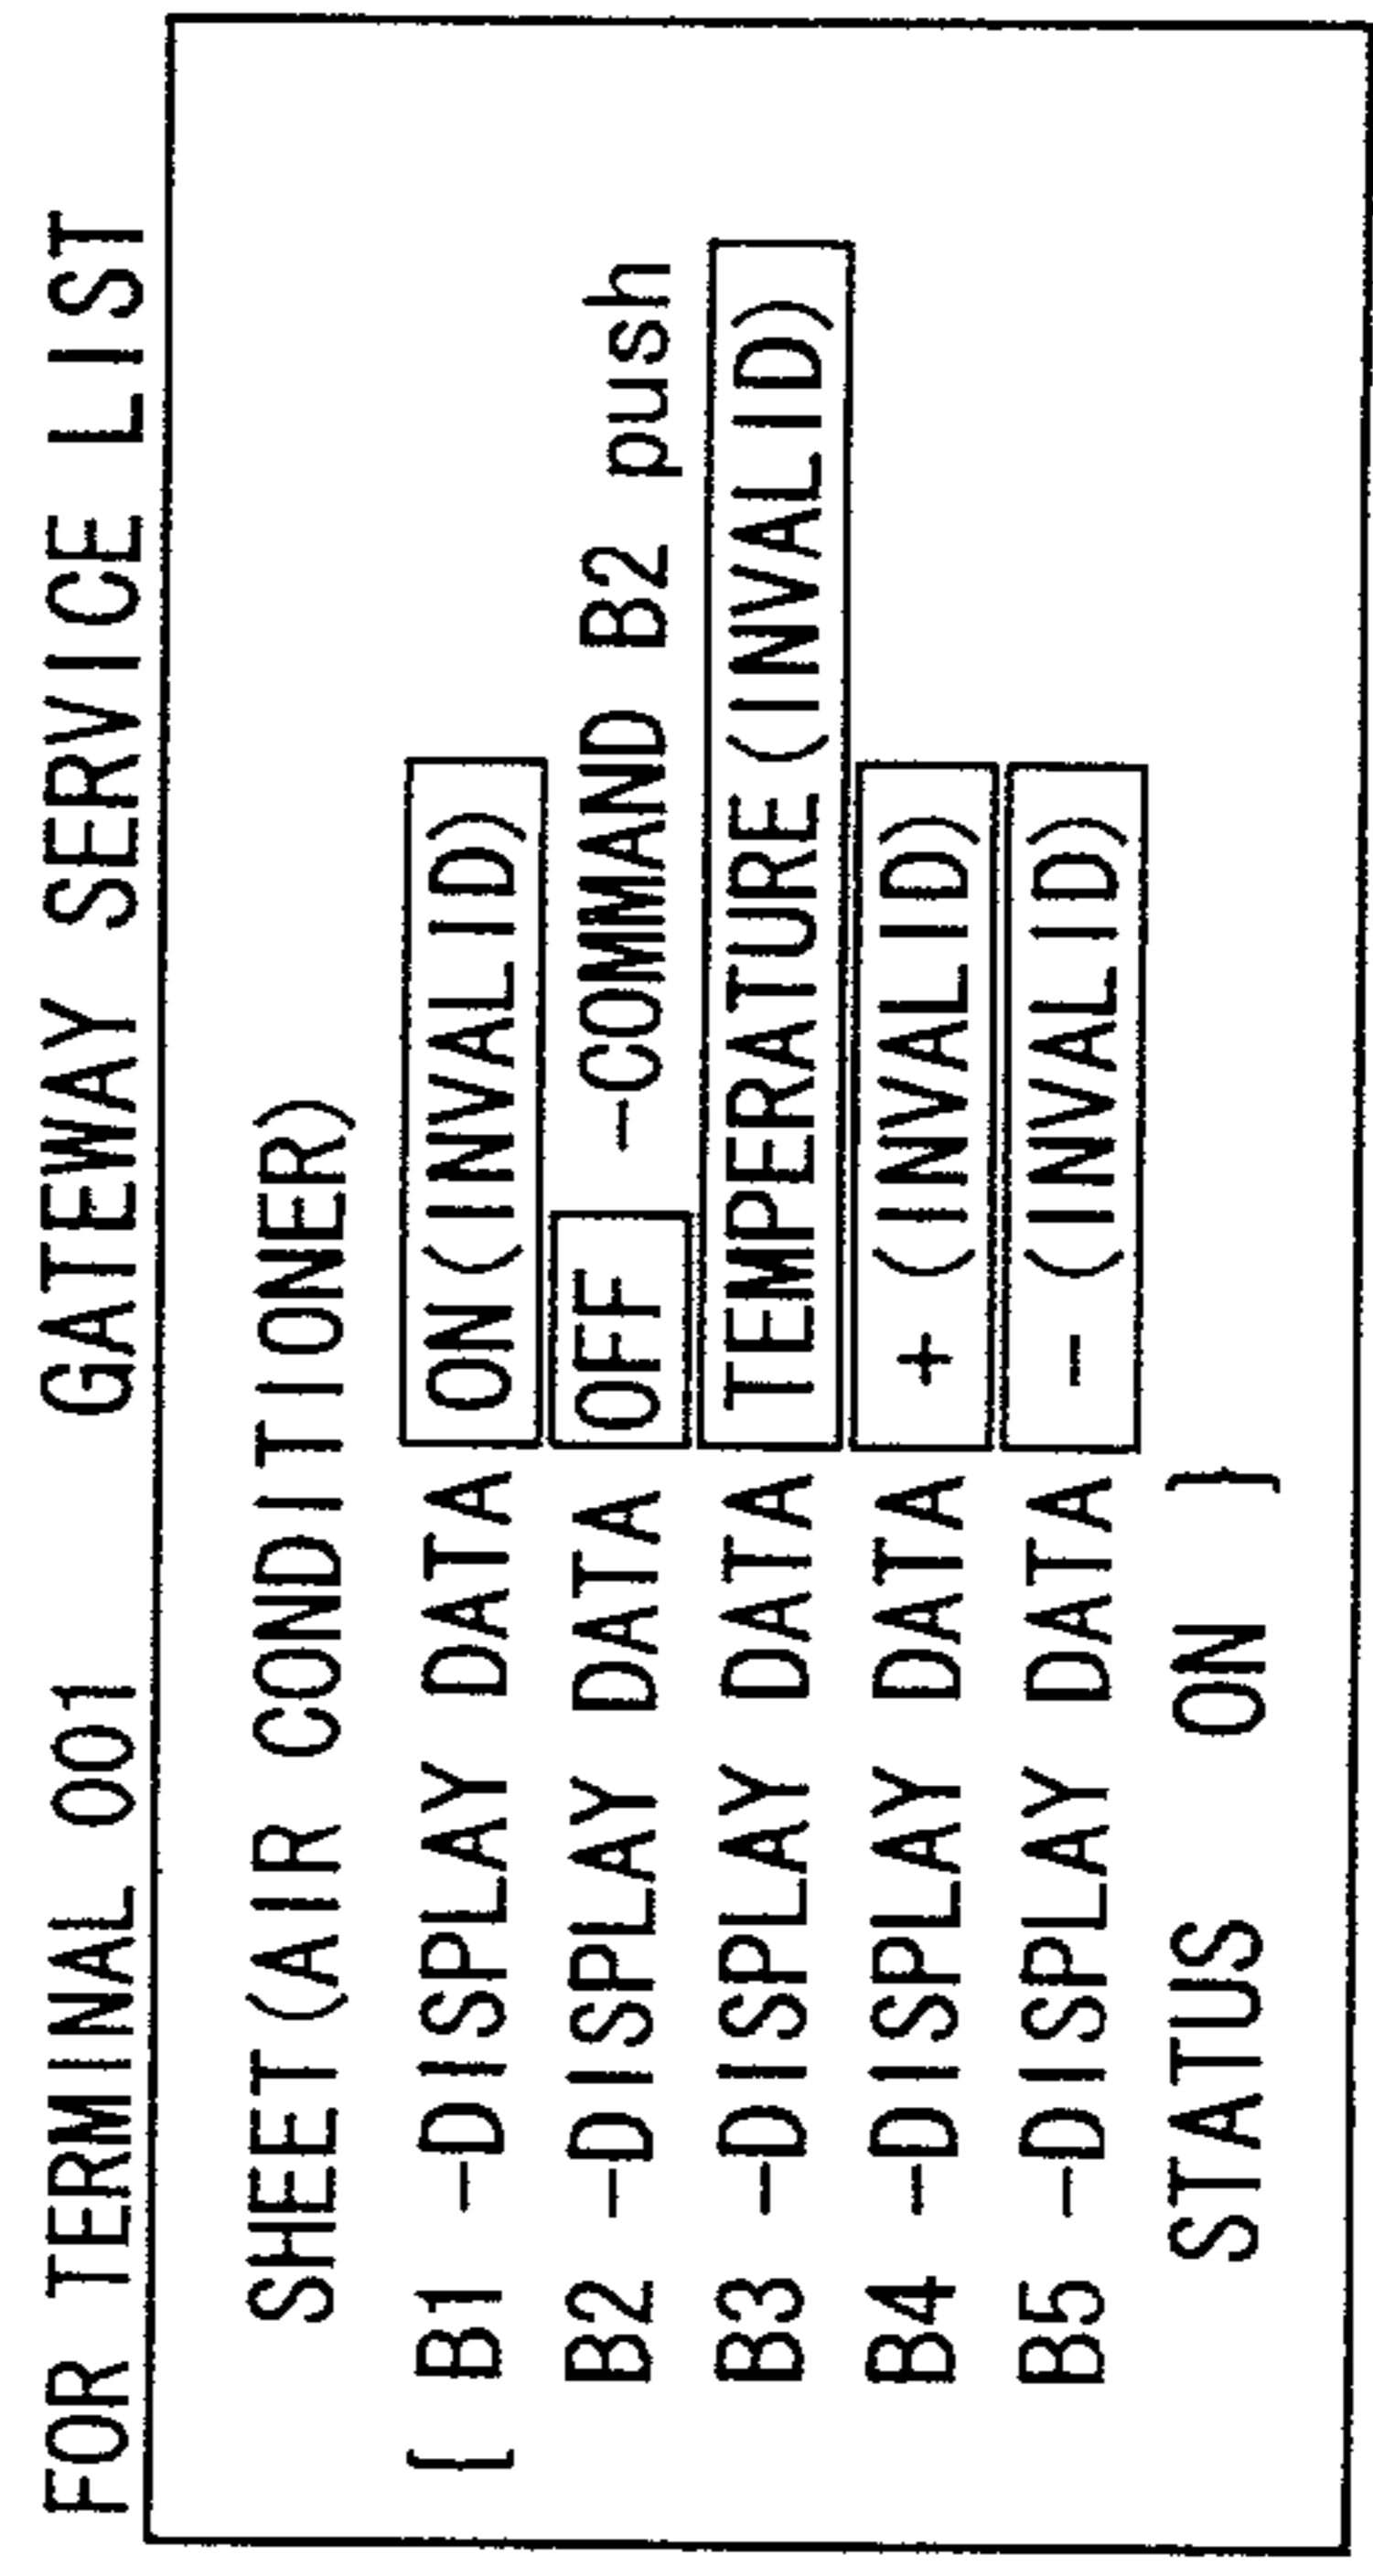 FOR TERMINAL 001 GATEWAY SERVICE LIST
SHEET(AIR CONDITIONER)
{ B1 -DISPLAY DATA ON(INVALID)
B2 -DISPLAY DATA OFF -COMMAND B2 push
B3 -DISPLAY DATA TEMPERATURE(INVALID)
B4 -DISPLAY DATA + (INVALID)
B5 -DISPLAY DATA - (INVALID)
STATUS ON }